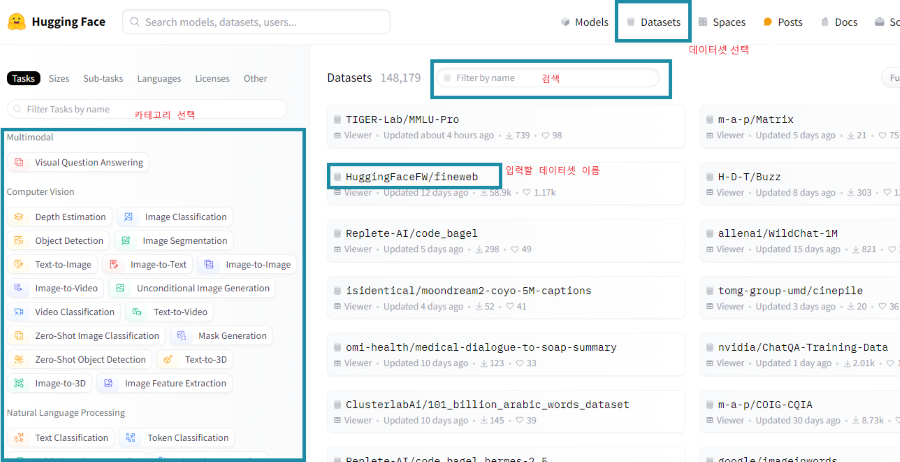 Hugging Face
Search models, datasets, users...
Models
Datasets
Spaces
Posts
Docs
데이터셋 선택
Tasks Sizes Sub-tasks Languages Licenses Other
Filter Tasks by name
카테고리 선택
Multimodal
Visual Question Answering
Computer Vision
Depth Estimation Image Classification
Object Detection Image Segmentation
Text-to-Image Image-to-Text Image-to-Image
Image-to-Video Unconditional Image Generation
Video Classification Text-to-Video
Zero-Shot Image Classification Mask Generation
Zero-Shot Object Detection Text-to-3D
Image-to-3D Image Feature Extraction
Natural Language Processing
Text Classification Token Classification
Datasets 148,179
Filter by name 검색
TIGER-Lab/MMLU-Pro
Viewer • Updated about 4 hours ago • 739 • 98
HuggingFaceFW/fineweb 입력할 데이터셋 이름
Viewer • Updated 12 days ago • 58.9k • 1.17k
Replete-AI/code_bagel
Viewer • Updated 5 days ago • 298 • 49
isidentical/moondream2-coyo-5M-captions
Viewer • Updated 4 days ago • 52 • 41
omi-health/medical-dialogue-to-soap-summary
Viewer • Updated 10 days ago • 123 • 33
ClusterlabAi/101_billion_arabic_words_dataset
Viewer • Updated 10 days ago • 145 • 39
Replete-AI/code_bagel_hermes-2.5
m-a-p/Matrix
Viewer • Updated 5 days ago • 21 • 75
H-D-T/Buzz
Viewer • Updated 8 days ago • 303 •
allenai/WildChat-1M
Viewer • Updated 15 days ago • 821 •
tomg-group-umd/cinepile
Viewer • Updated 3 days ago • 20 • 36
nvidia/ChatQA-Training-Data
Viewer • Updated 1 day ago • 2.01k •
m-a-p/COIG-CQIA
Viewer • Updated 30 days ago • 8.73k •
google/imageinwords